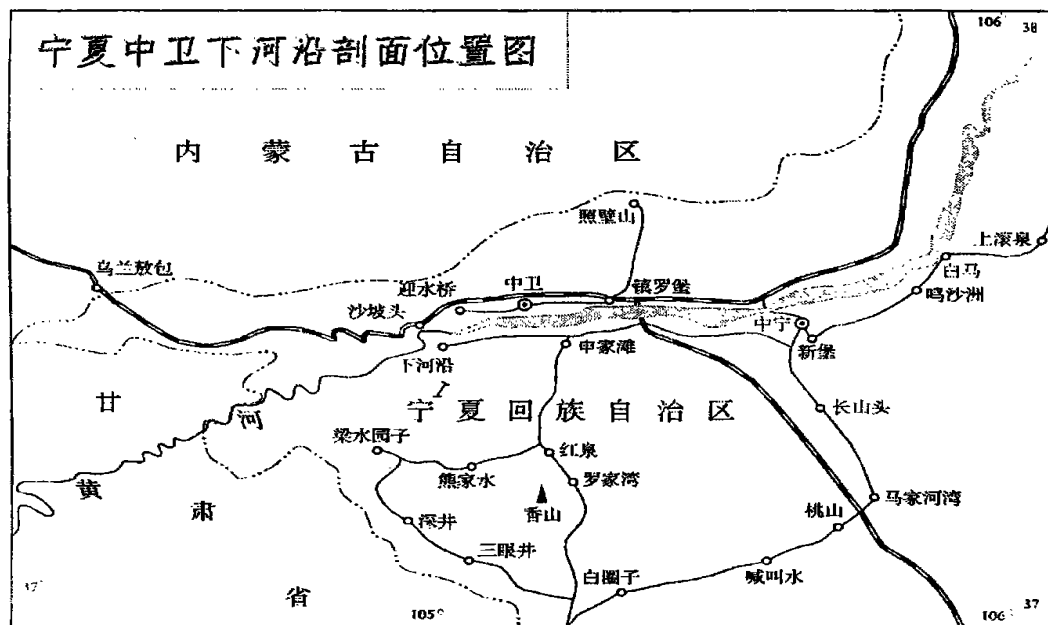 宁夏中卫下河沿剖面位置图
106° 38
内蒙古自治区
照壁山
上滚泉
乌兰敖包
白马
迎水桥
中卫
镇罗堡
鸣沙洲
沙坡头
中宁
下河沿
申家滩
新堡
甘
河
宁夏回族自治区
长山头
梁水园子
红泉
熊家水
罗家湾
黄
肃
香山
马家河湾
深井
桃山
三眼井
白圈子
喊叫水
37°
省
105°
106° 37